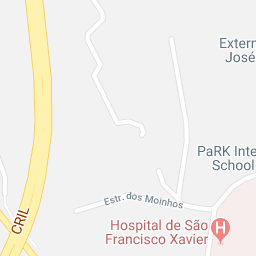 Extern
José
PaRK Inte
School
Estr. dos Moinhos
CRIL
Hospital de São
Francisco Xavier
H